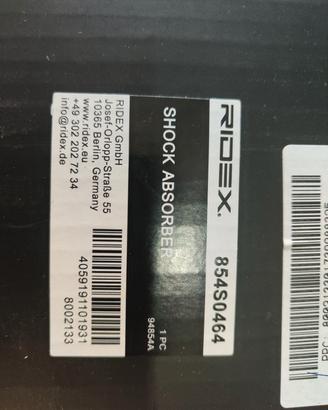 RIDEX. 854S0464
SHOCK ABSORBER
1 PC
94854A
RIDEX GmbH
Josef-Orlopp-Straße 55
10365 Berlin, Germany
www.ridex.eu
+49 302 202 72 34
info@ridex.de
4059191101931
8002133